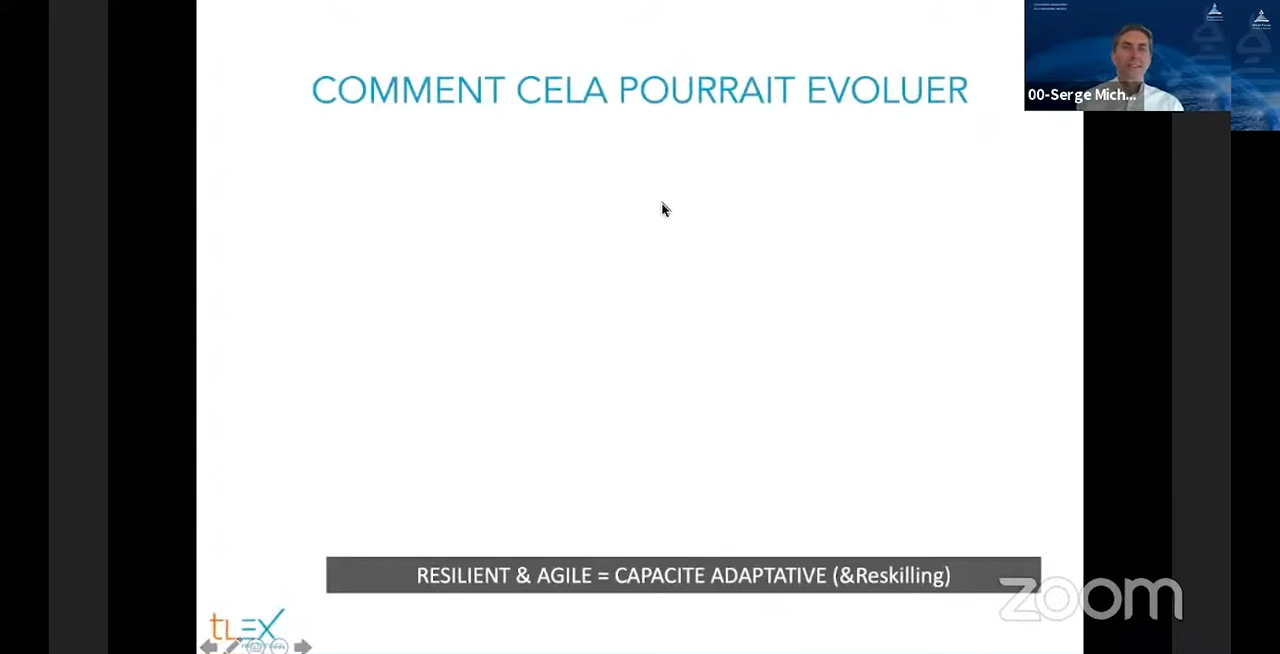 COMMENT CELA POURRAIT EVOLUER
00-Serge Mich...
RESILIENT & AGILE = CAPACITE ADAPTATIVE (&Reskilling)
zoom
TLEX